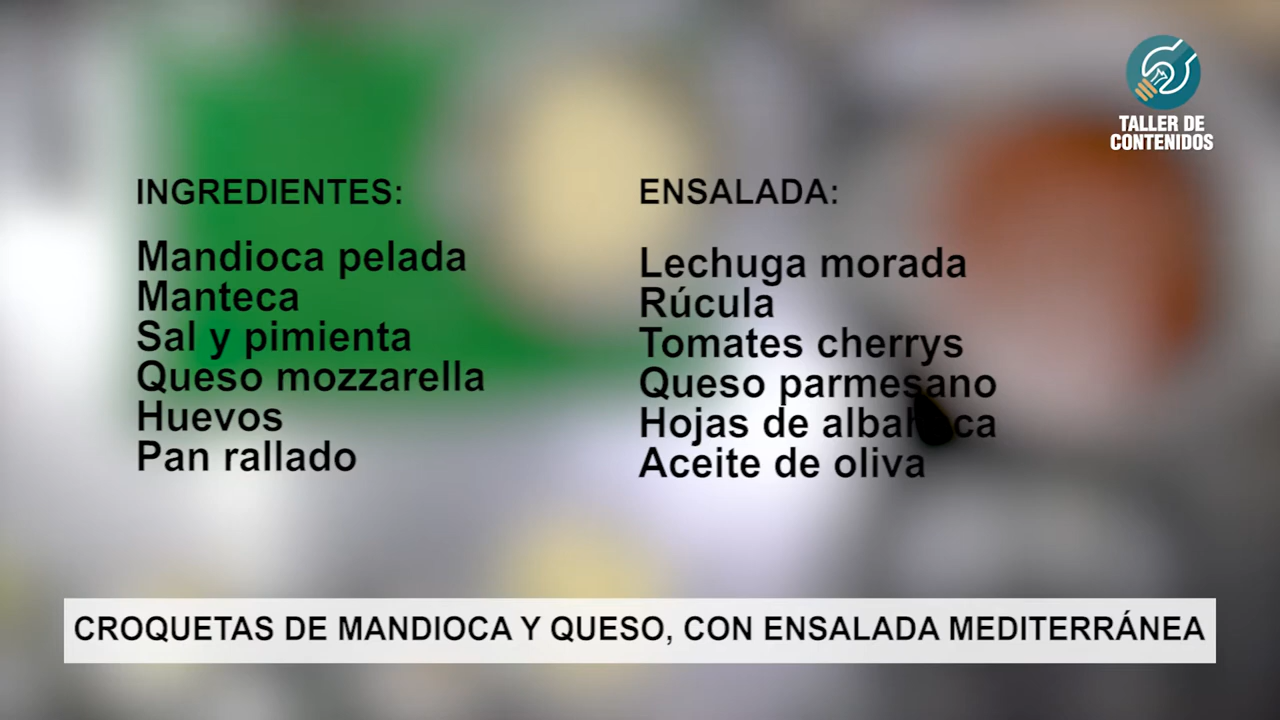 TALLER DE
CONTENIDOS
INGREDIENTES:
Mandioca pelada
Manteca
Sal y pimienta
Queso mozzarella
Huevos
Pan rallado
ENSALADA:
Lechuga morada
Rúcula
Tomates cherrys
Queso parmesano
Hojas de albahaca
Aceite de oliva
CROQUETAS DE MANDIOCA Y QUESO, CON ENSALADA MEDITERRÁNEA